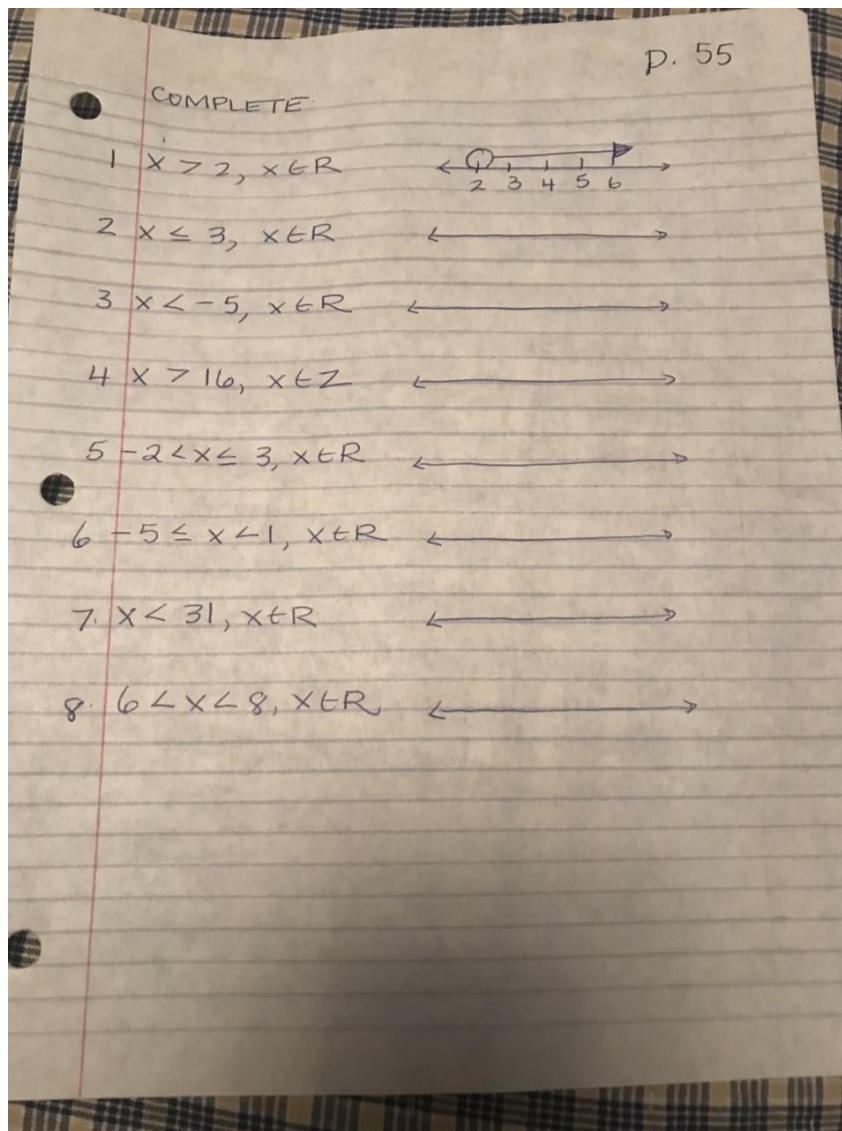 p. 55
COMPLETE
1 x > 2, x ∈ R
2 3 4 5 6
2 x ≤ 3, x ∈ R
3 x < -5, x ∈ R
4 x > 16, x ∈ Z
5 -2 < x ≤ 3, x ∈ R
6 -5 ≤ x < 1, x ∈ R
7. x < 31, x ∈ R
8. 6 < x < 8, x ∈ R